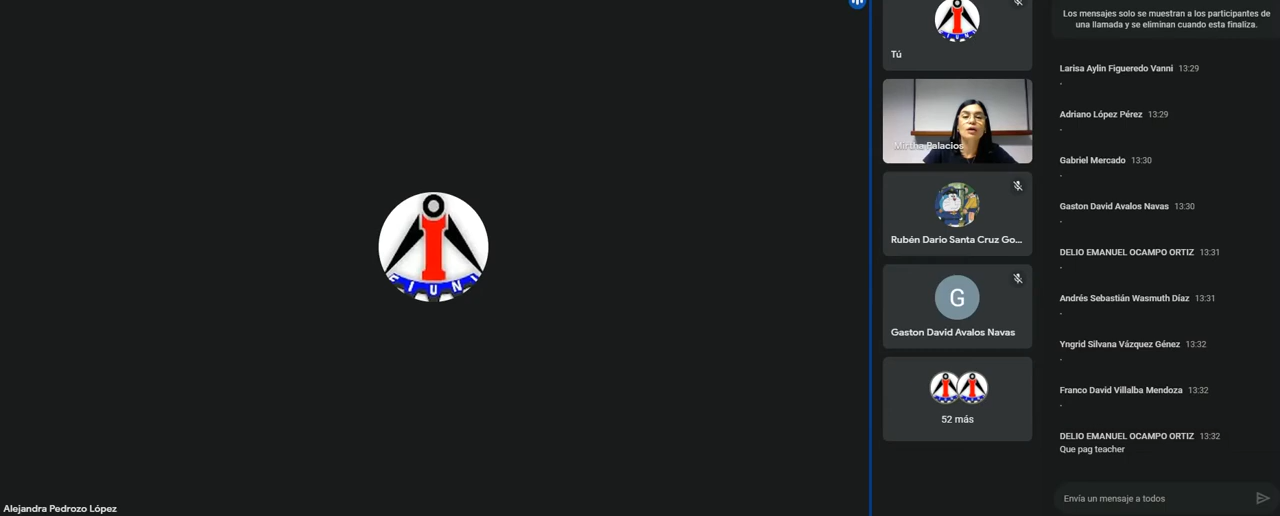 Tú
Mirtha Palacios
Rubén Dario Santa Cruz Go...
G
Gaston David Avalos Navas
52 más
Alejandra Pedrozo López
EIUNI
Los mensajes solo se muestran a los participantes de
una llamada y se eliminan cuando esta finaliza.
Larisa Aylin Figueredo Vanni 13:29
.
Adriano López Pérez 13:29
.
Gabriel Mercado 13:30
.
Gaston David Avalos Navas 13:30
.
DELIO EMANUEL OCAMPO ORTIZ 13:31
.
Andrés Sebastián Wasmuth Díaz 13:31
.
Yngrid Silvana Vázquez Génez 13:32
.
Franco David Villalba Mendoza 13:32
.
DELIO EMANUEL OCAMPO ORTIZ 13:32
Que pag teacher
Envía un mensaje a todos